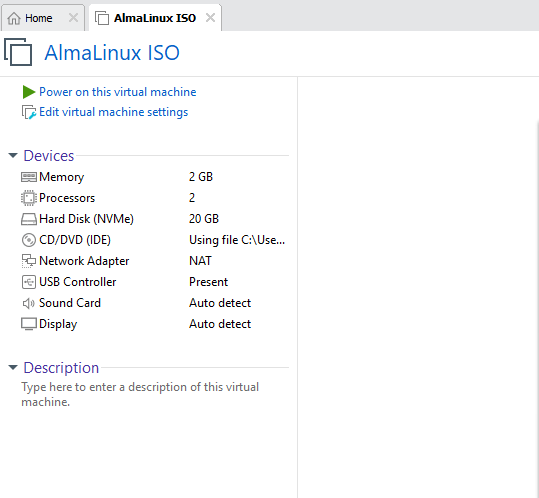 Home
AlmaLinux ISO
AlmaLinux ISO
Power on this virtual machine
Edit virtual machine settings
Devices
Memory 2 GB
Processors 2
Hard Disk (NVMe) 20 GB
CD/DVD (IDE) Using file C:\Use...
Network Adapter NAT
USB Controller Present
Sound Card Auto detect
Display Auto detect
Description
Type here to enter a description of this virtual
machine.